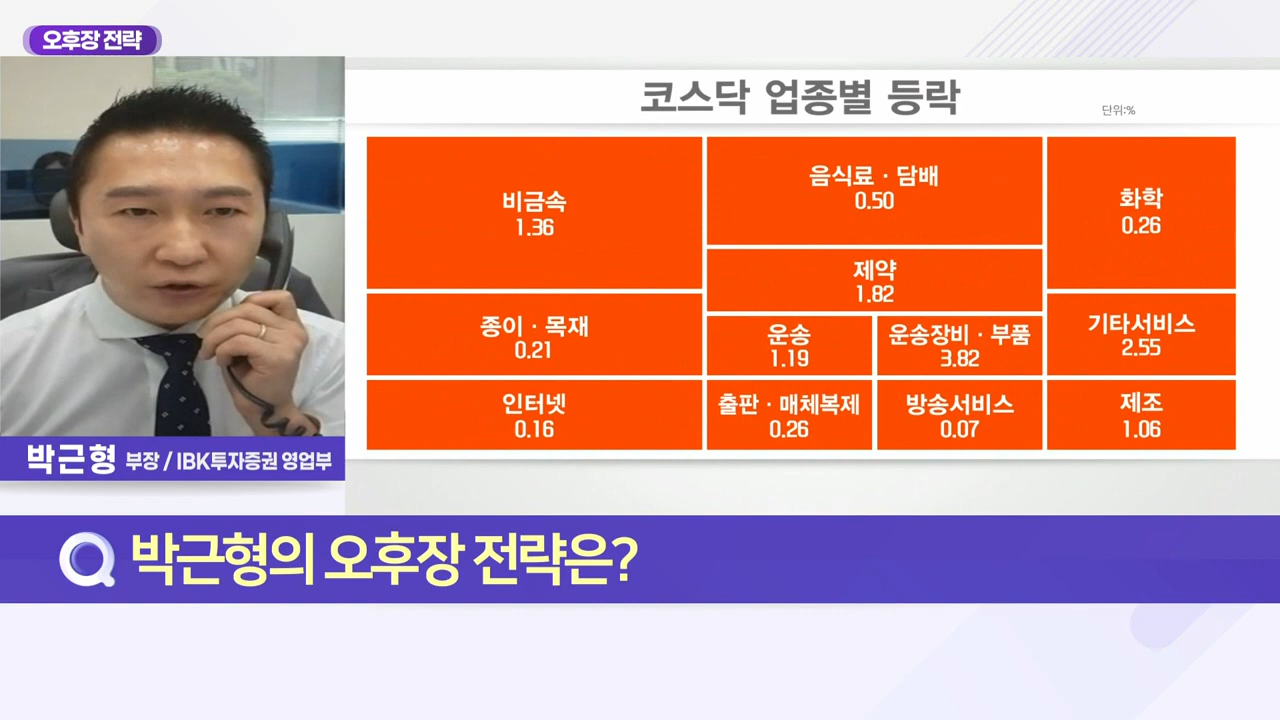 오후장 전략
코스닥 업종별 등락
단위:%
비금속
1.36
음식료·담배
0.50
화학
0.26
제약
1.82
종이·목재
0.21
운송
1.19
운송장비·부품
3.82
기타서비스
2.55
인터넷
0.16
출판·매체복제
0.26
방송서비스
0.07
제조
1.06
박근형 부장 / IBK투자증권 영업부
박근형의 오후장 전략은?